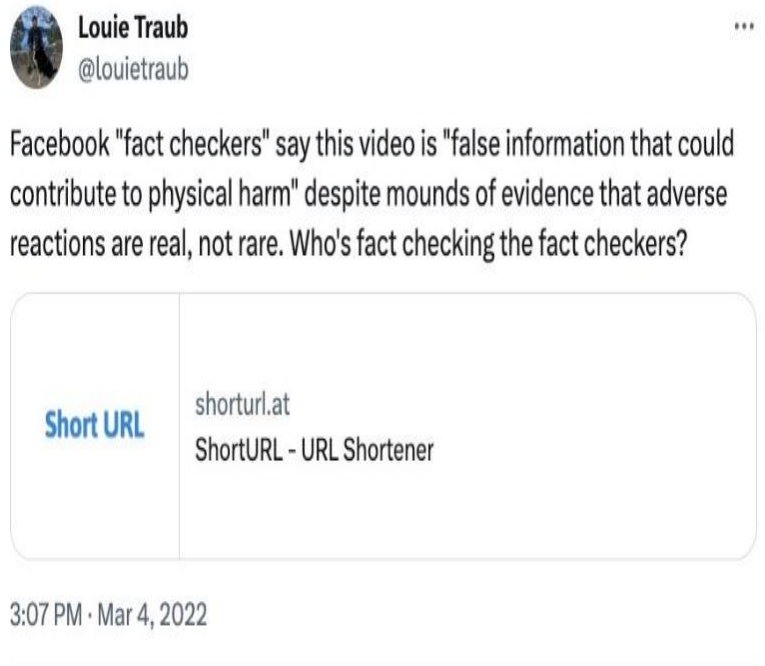 Louie Traub
@louietraub
Facebook "fact checkers" say this video is "false information that could
contribute to physical harm" despite mounds of evidence that adverse
reactions are real, not rare. Who's fact checking the fact checkers?
Short URL
shorturl.at
ShortURL - URL Shortener
3:07 PM · Mar 4, 2022